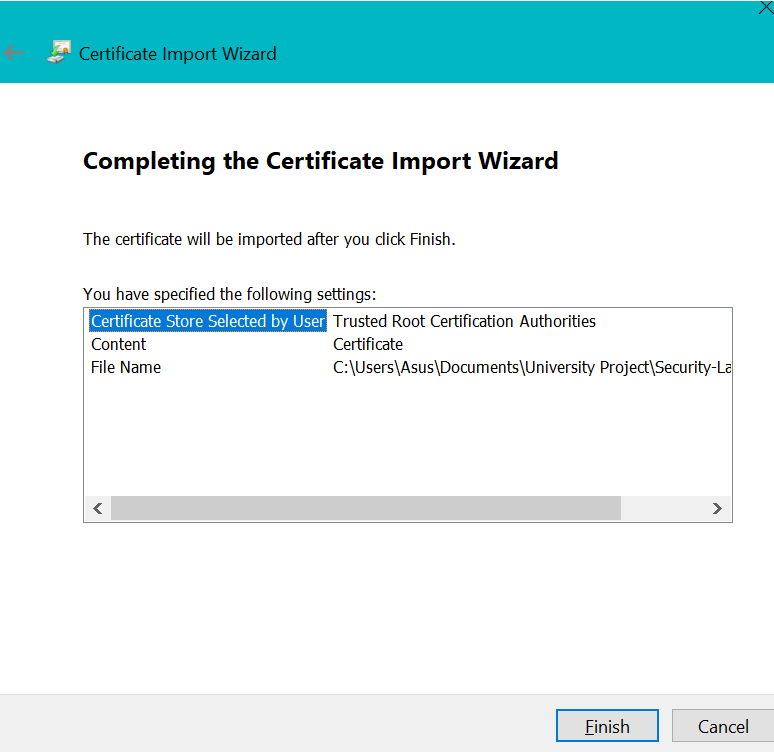 Certificate Import Wizard
Completing the Certificate Import Wizard
The certificate will be imported after you click Finish.
You have specified the following settings:
Certificate Store Selected by User Trusted Root Certification Authorities
Content Certificate
File Name C:\Users\Asus\Documents\University Project\Security-La
Finish Cancel